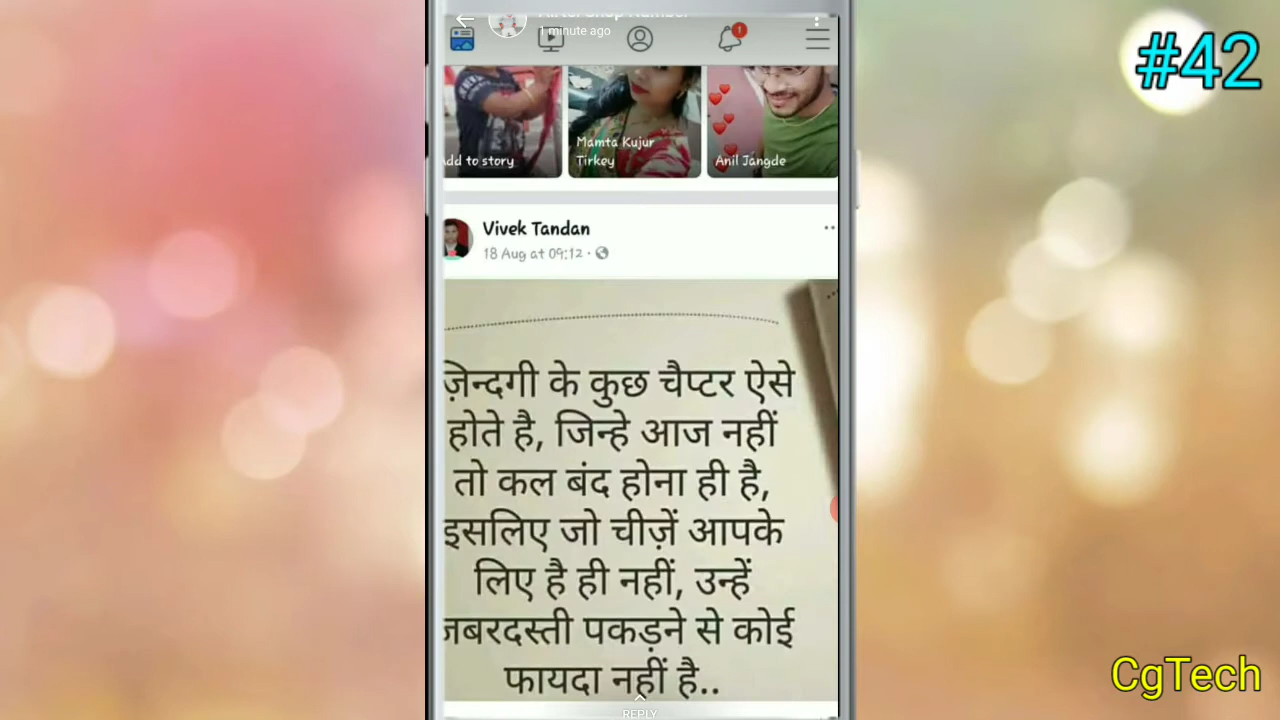 1 minute ago
#42
Add to story
Mamta Kujur
Tirkey
Anil Jangde
Vivek Tandan
18 Aug at 09:12
ज़िन्दगी के कुछ चैप्टर ऐसे
होते है, जिन्हे आज नहीं
तो कल बंद होना ही है,
इसलिए जो चीज़ें आपके
लिए है ही नहीं, उन्हें
जबरदस्ती पकड़ने से कोई
फायदा नहीं है..
REPLY
CgTech